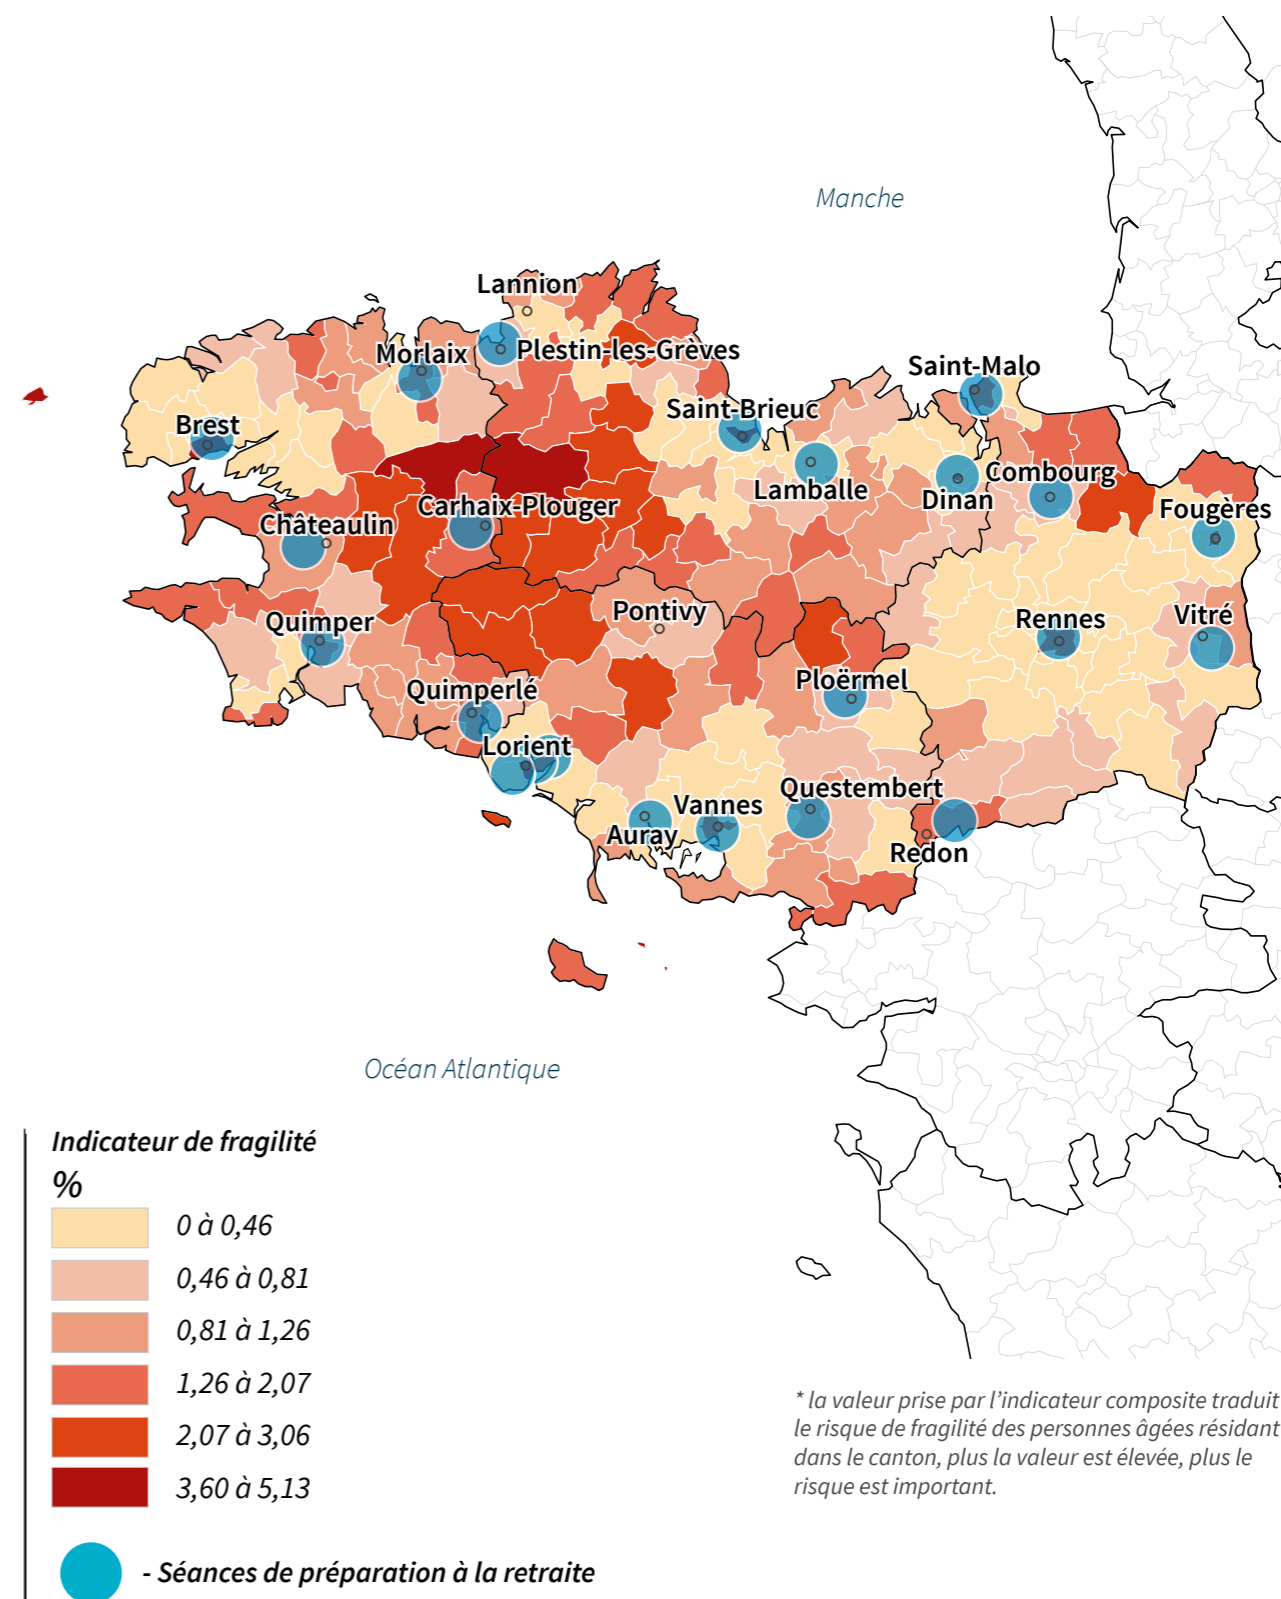 Manche
Lannion
Plestin-les-Grèves
Morlaix
Saint-Malo
Saint-Brieuc
Brest
Combourg
Lamballe
Dinan
Carhaix-Plouger
Fougères
Châteaulin
Pontivy
Vitré
Rennes
Quimper
Ploërmel
Quimperlé
Lorient
Questembert
Vannes
Auray
Redon
Océan Atlantique
Indicateur de fragilité
%
0 à 0,46
0,46 à 0,81
0,81 à 1,26
1,26 à 2,07
2,07 à 3,06
3,60 à 5,13
- Séances de préparation à la retraite
* la valeur prise par l’indicateur composite traduit
le risque de fragilité des personnes âgées résidant
dans le canton, plus la valeur est élevée, plus le
risque est important.